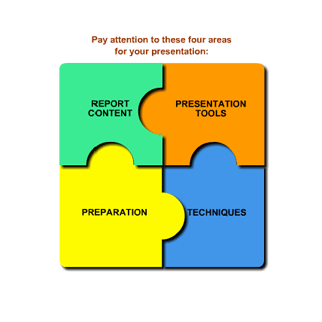 Pay attention to these four areas
for your presentation:
REPORT
CONTENT
PRESENTATION
TOOLS
PREPARATION
TECHNIQUES